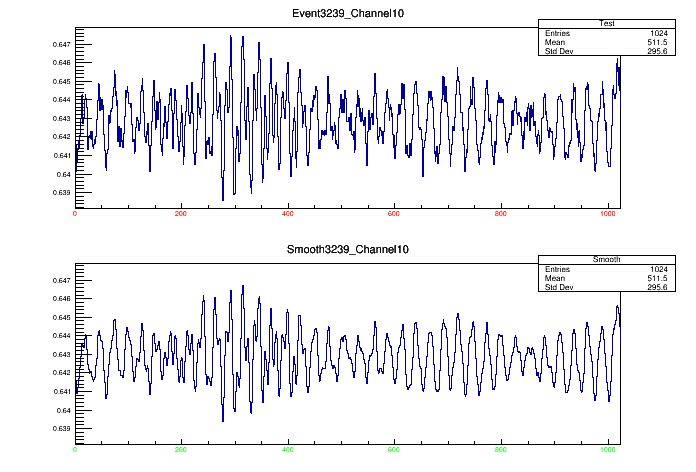 Event3239_Channel10
Test
Entries 1024
Mean 511.5
Std Dev 295.6
0.647
0.646
0.645
0.644
0.643
0.642
0.641
0.64
0.639
0 200 400 600 800 1000
Smooth3239_Channel10
Smooth
Entries 1024
Mean 511.5
Std Dev 295.6
0.647
0.646
0.645
0.644
0.643
0.642
0.641
0.64
0.639
0 200 400 600 800 1000